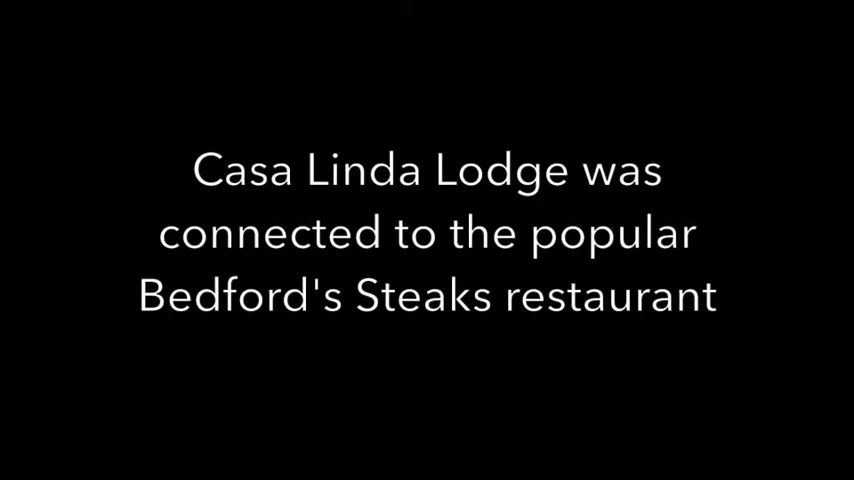 Casa Linda Lodge was
connected to the popular
Bedford's Steaks restaurant